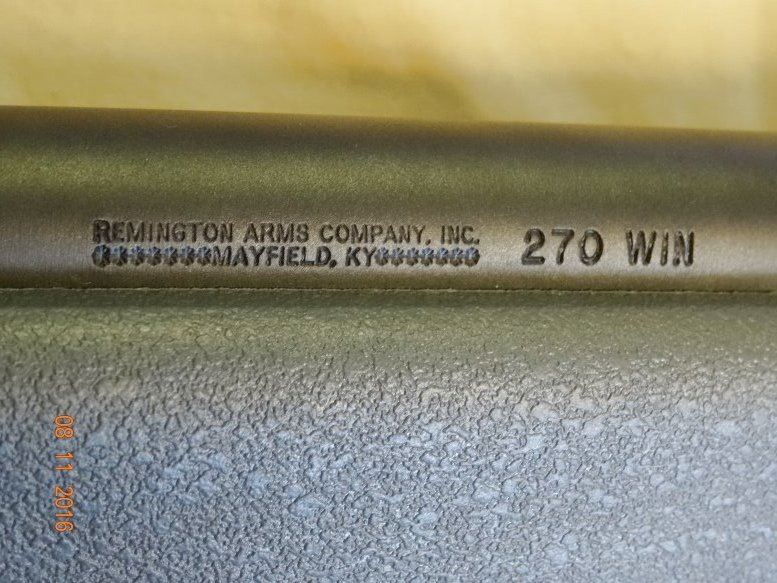 REMINGTON ARMS COMPANY, INC.
MAYFIELD, KY
270 WIN
08 11 2016